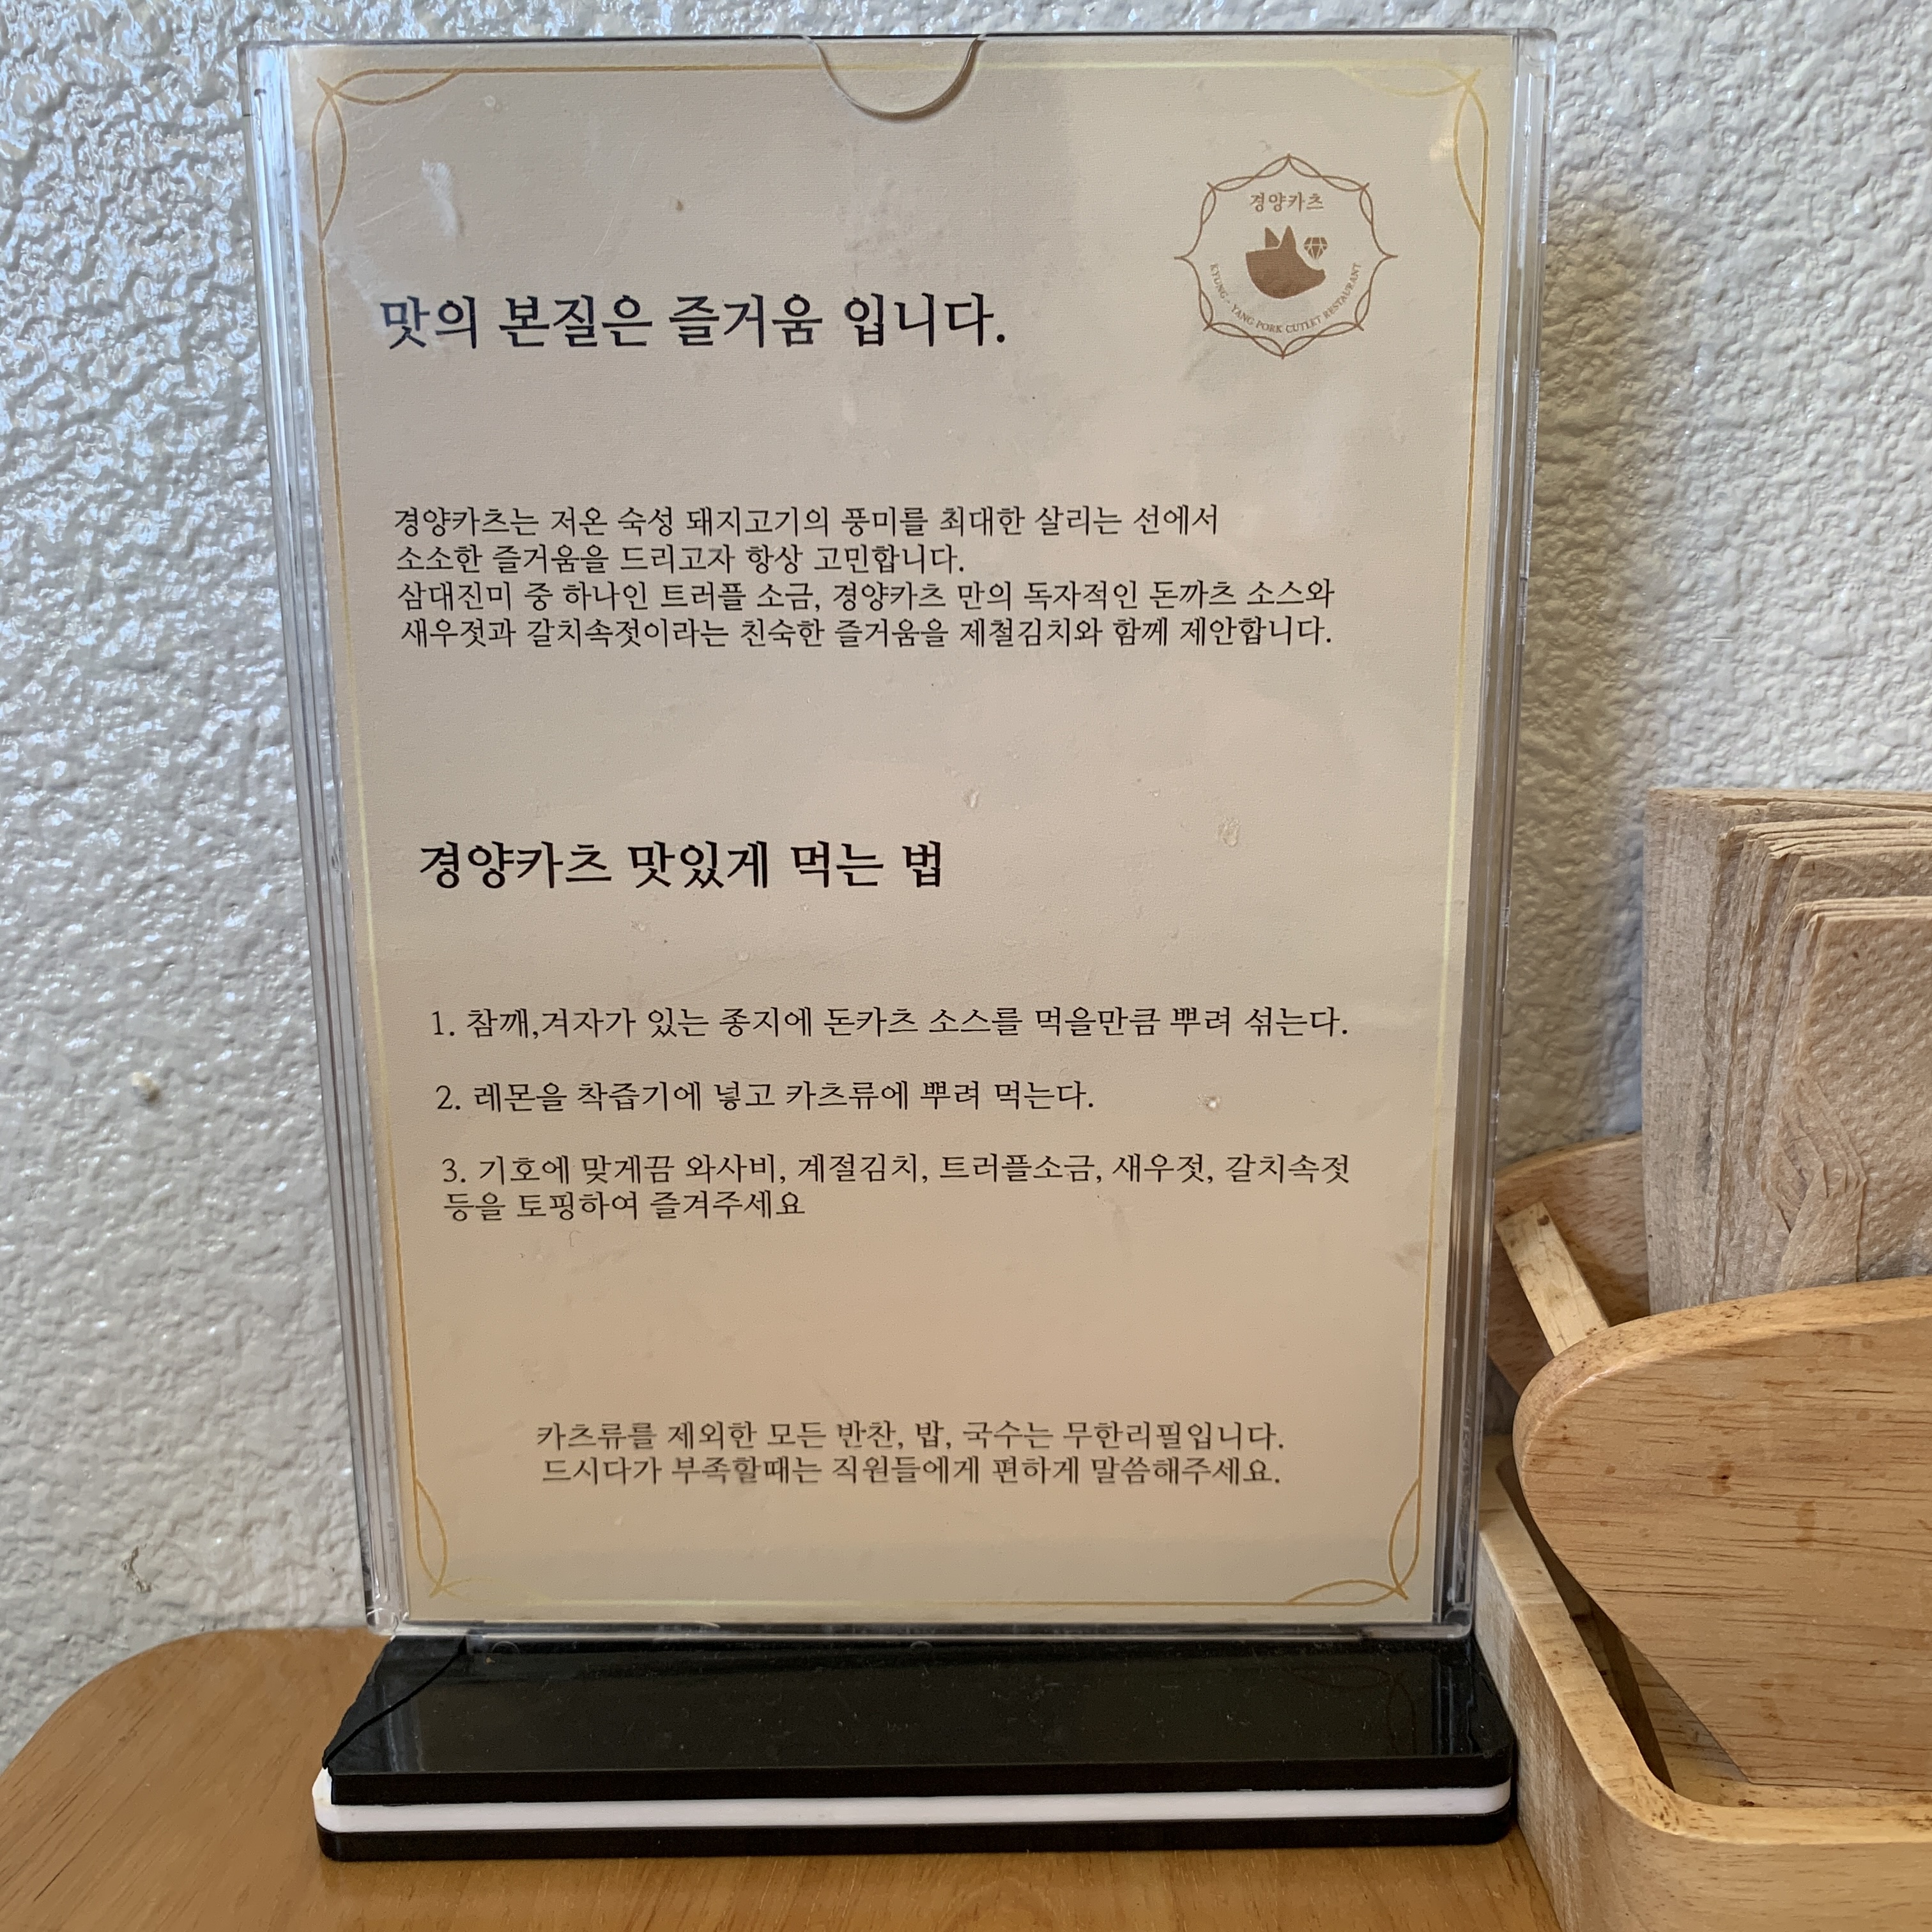 경양카츠
KYUNG - YANG PORK CUTLET RESTAURANT
맛의 본질은 즐거움 입니다.
경양카츠는 저온 숙성 돼지고기의 풍미를 최대한 살리는 선에서
소소한 즐거움을 드리고자 항상 고민합니다.
삼대진미 중 하나인 트러플 소금, 경양카츠 만의 독자적인 돈까츠 소스와
새우젓과 갈치속젓이라는 친숙한 즐거움을 제철김치와 함께 제안합니다.
경양카츠 맛있게 먹는 법
1. 참깨,겨자가 있는 종지에 돈카츠 소스를 먹을만큼 뿌려 섞는다.
2. 레몬을 착즙기에 넣고 카츠류에 뿌려 먹는다.
3. 기호에 맞게끔 와사비, 계절김치, 트러플소금, 새우젓, 갈치속젓
등을 토핑하여 즐겨주세요
카츠류를 제외한 모든 반찬, 밥, 국수는 무한리필입니다.
드시다가 부족할때는 직원들에게 편하게 말씀해주세요.